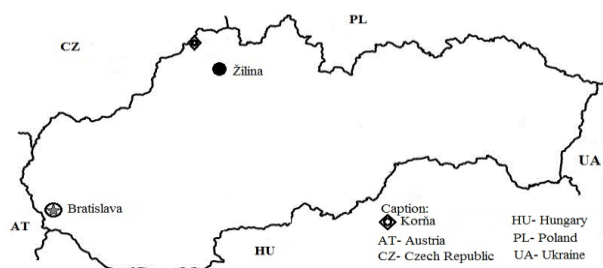 PL
CZ
Žilina
UA
Bratislava
AT
HU
Caption:
Korňa
AT- Austria
CZ- Czech Republic
HU- Hungary
PL- Poland
UA- Ukraine